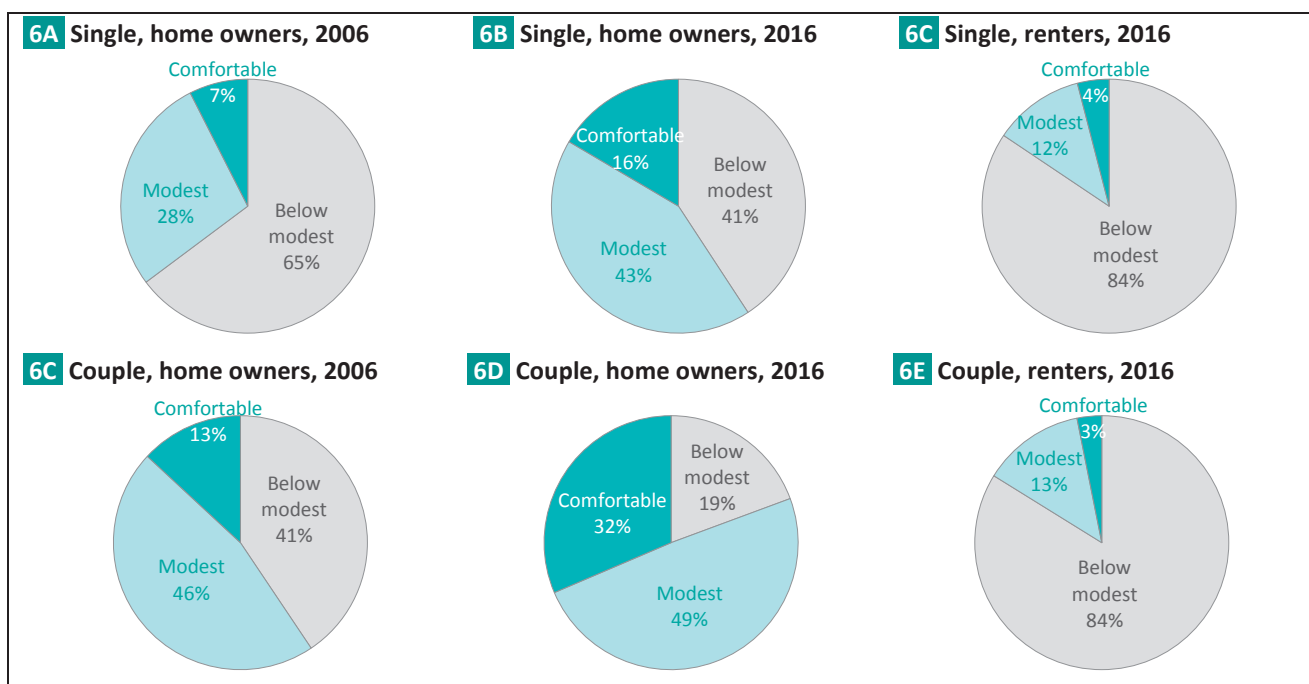 6A Single, home owners, 2006
Comfortable
7%
Modest
28%
Below
modest
65%
6B Single, home owners, 2016
Comfortable
16%
Below
modest
41%
Modest
43%
6C Single, renters, 2016
Comfortable
4%
Modest
12%
Below
modest
84%
6C Couple, home owners, 2006
Comfortable
13%
Below
modest
41%
Modest
46%
6D Couple, home owners, 2016
Below
modest
19%
Comfortable
32%
Modest
49%
6E Couple, renters, 2016
Comfortable
3%
Modest
13%
Below
modest
84%